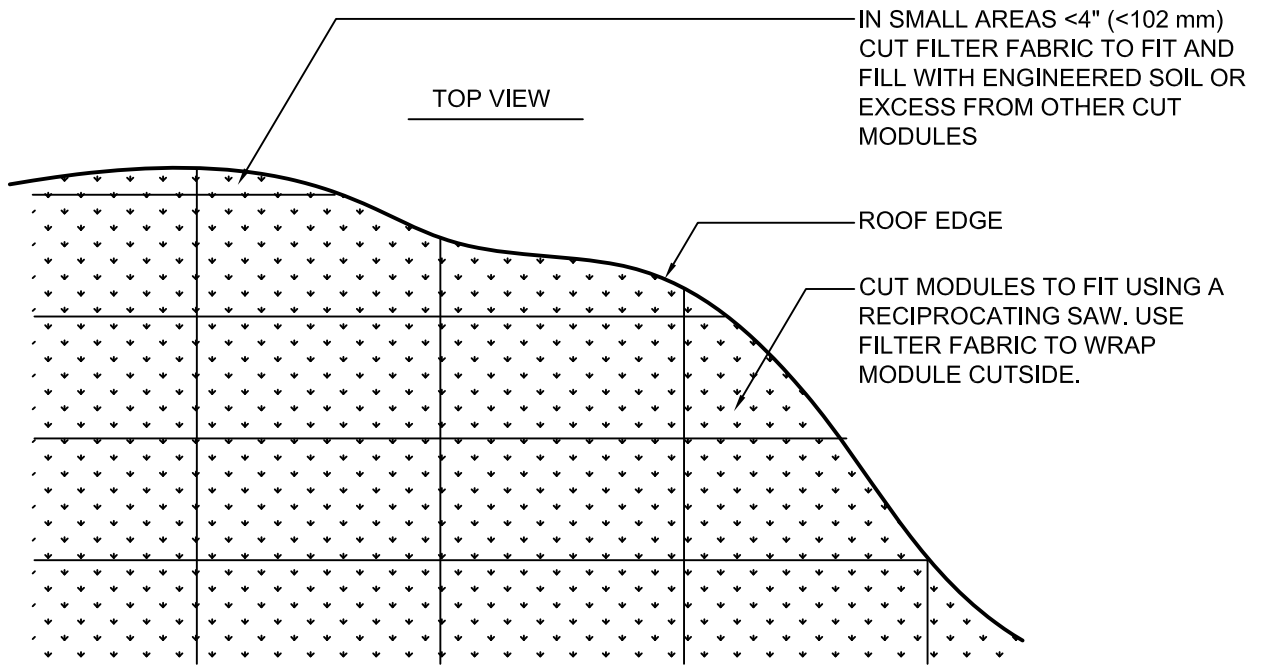 IN SMALL AREAS <4" (<102 mm)
CUT FILTER FABRIC TO FIT AND
FILL WITH ENGINEERED SOIL OR
EXCESS FROM OTHER CUT
MODULES
TOP VIEW
ROOF EDGE
CUT MODULES TO FIT USING A
RECIPROCATING SAW. USE
FILTER FABRIC TO WRAP
MODULE CUTSIDE.